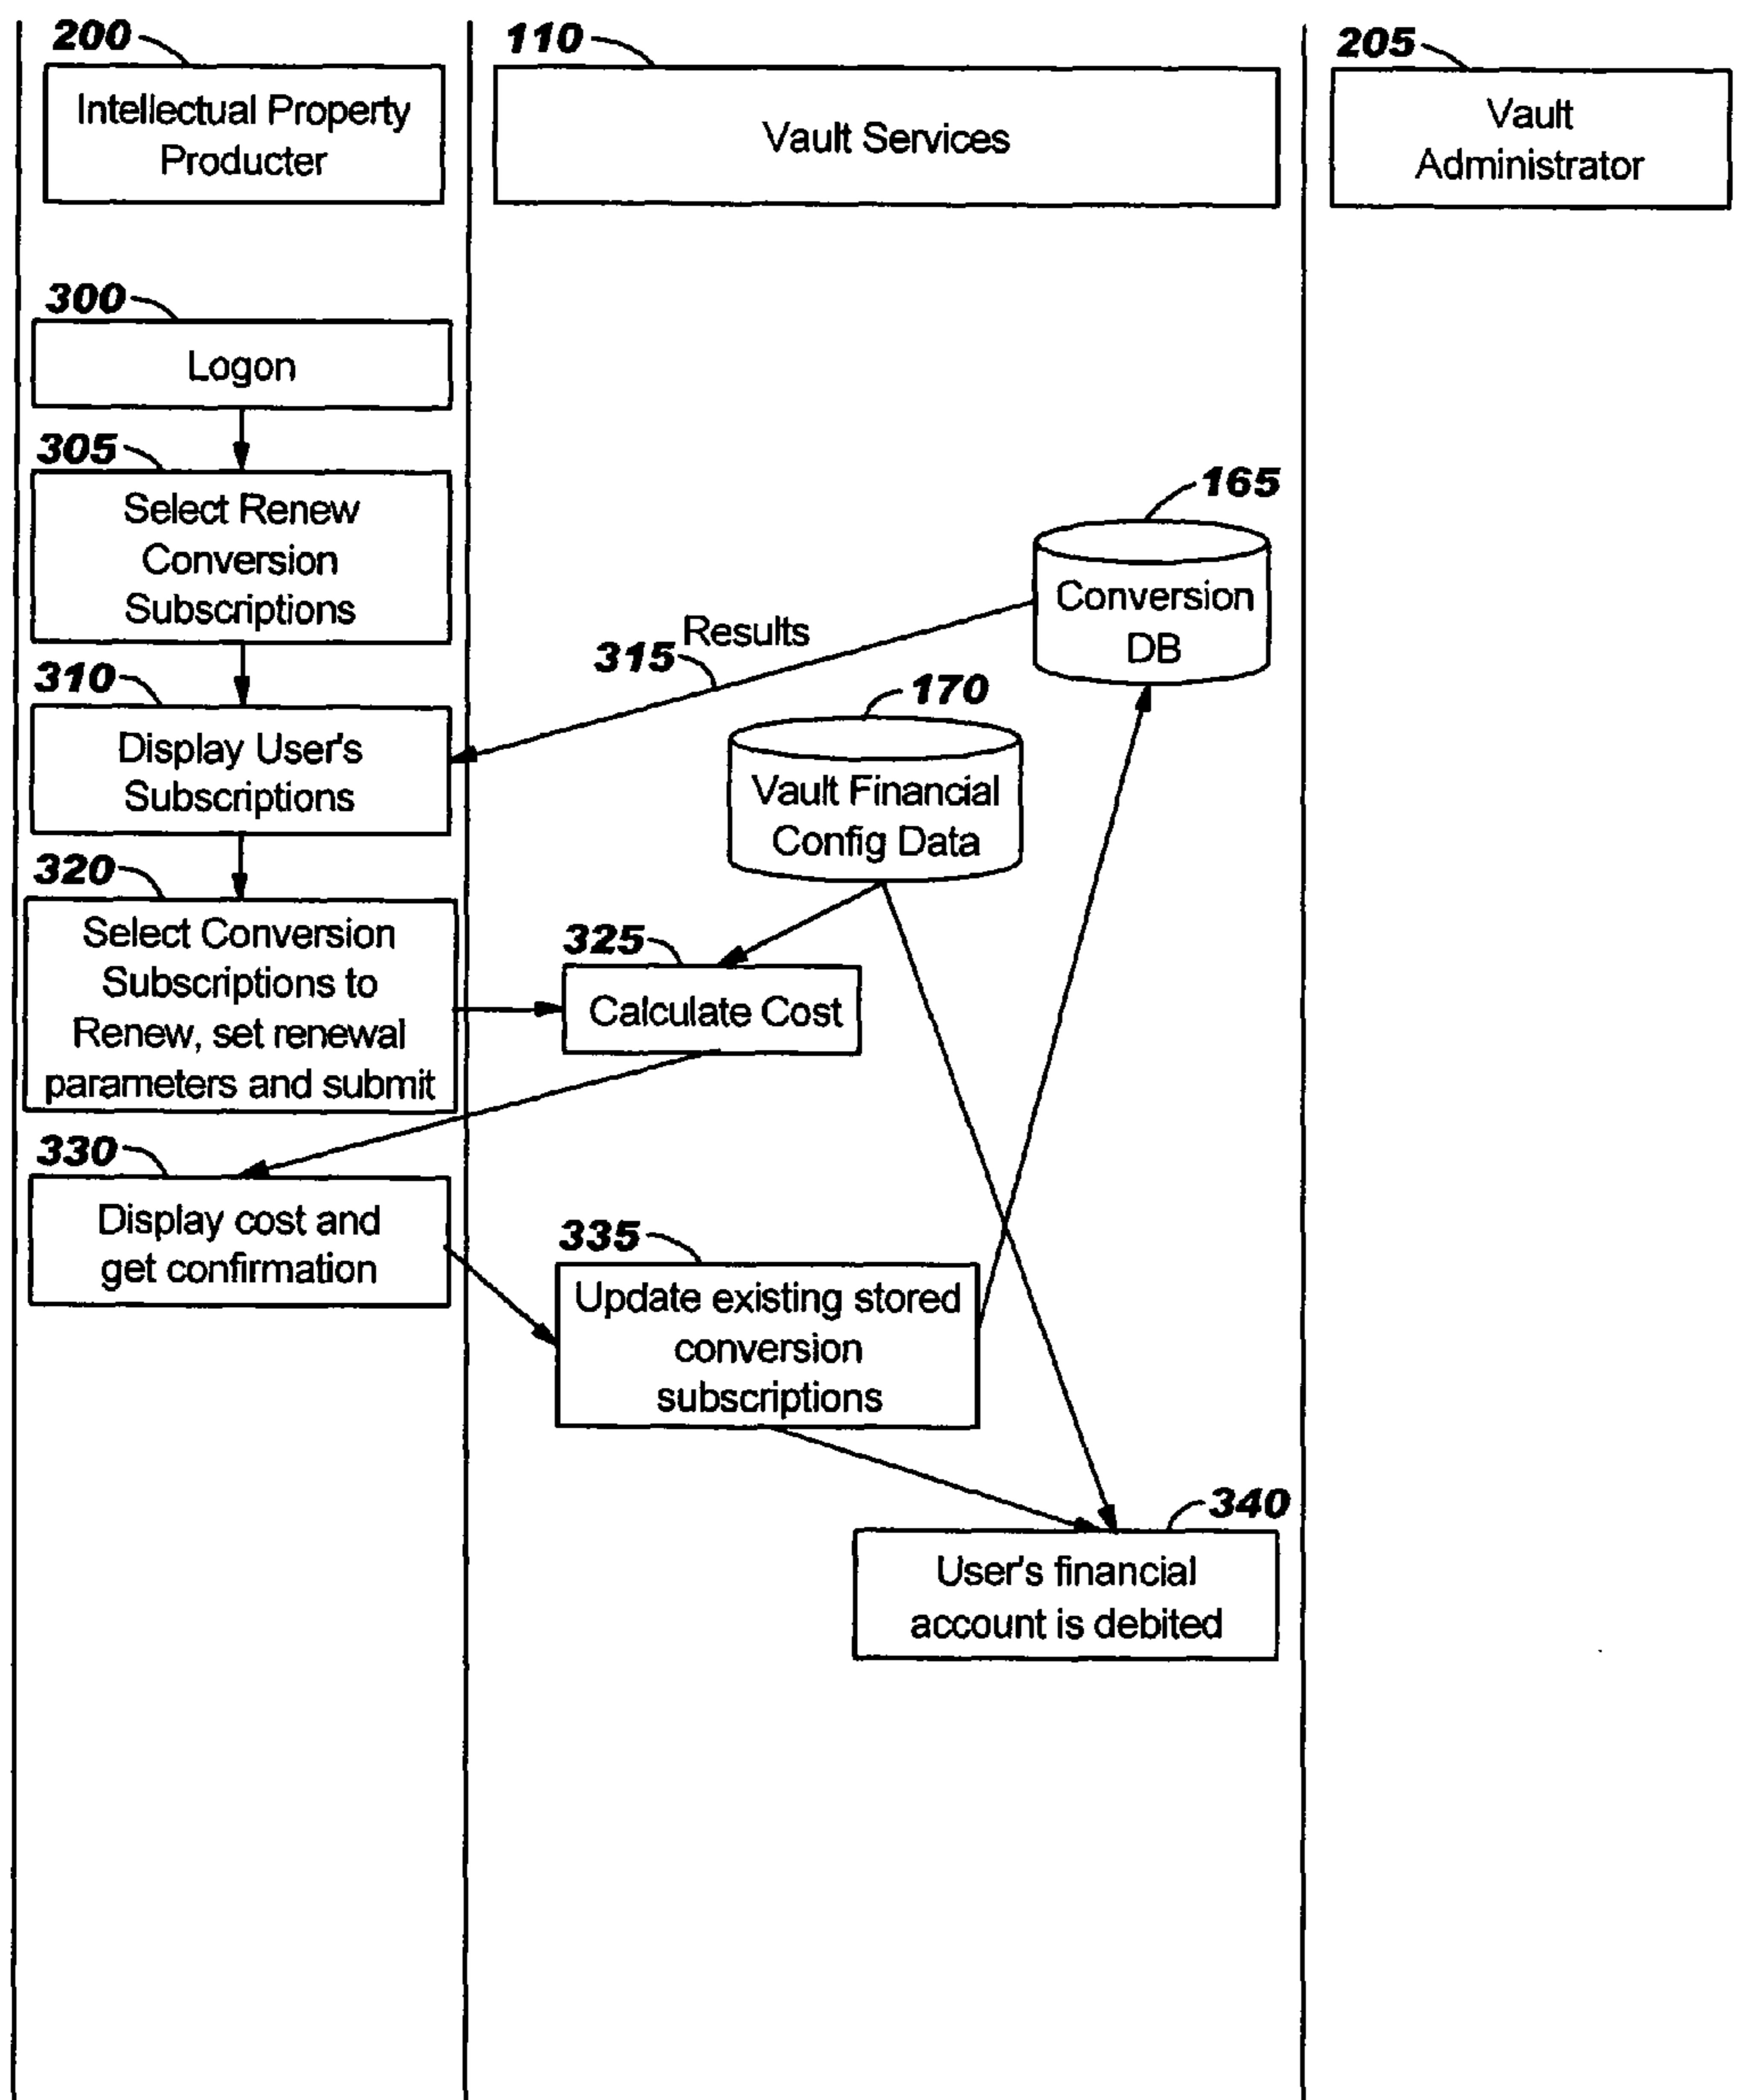 200
Intellectual Property
Producter
110
Vault Services
205
Vault
Administrator
300
Logon
305
Select Renew
Conversion
Subscriptions
165
Conversion
DB
Results
315
310
Display User's
Subscriptions
170
Vault Financial
Config Data
320
Select Conversion
Subscriptions to
Renew, set renewal
parameters and submit
325
Calculate Cost
330
Display cost and
get confirmation
335
Update existing stored
conversion
subscriptions
340
User's financial
account is debited